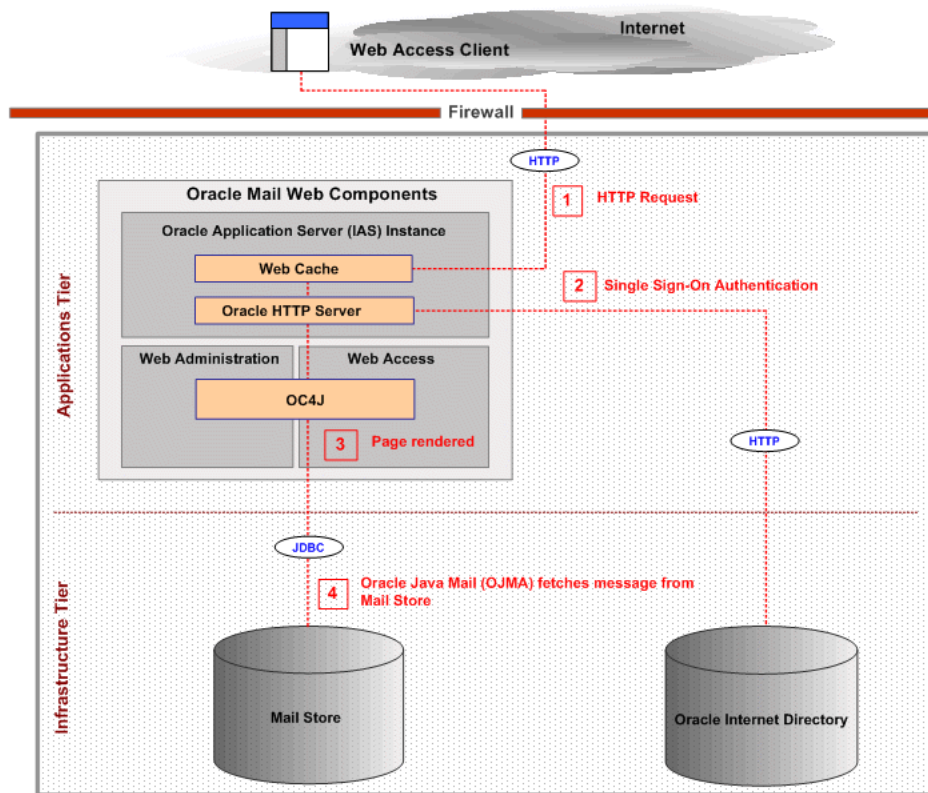 Internet
Web Access Client
Firewall
HTTP
Oracle Mail Web Components
1
HTTP Request
Oracle Application Server (IAS) Instance
Web Cache
2
Single Sign-On Authentication
Oracle HTTP Server
Applications Tier
Web Administration
Web Access
OC4J
3
Page rendered
HTTP
JDBC
4
Oracle Java Mail (OJMA) fetches message from
Mail Store
Infrastructure Tier
Mail Store
Oracle Internet Directory